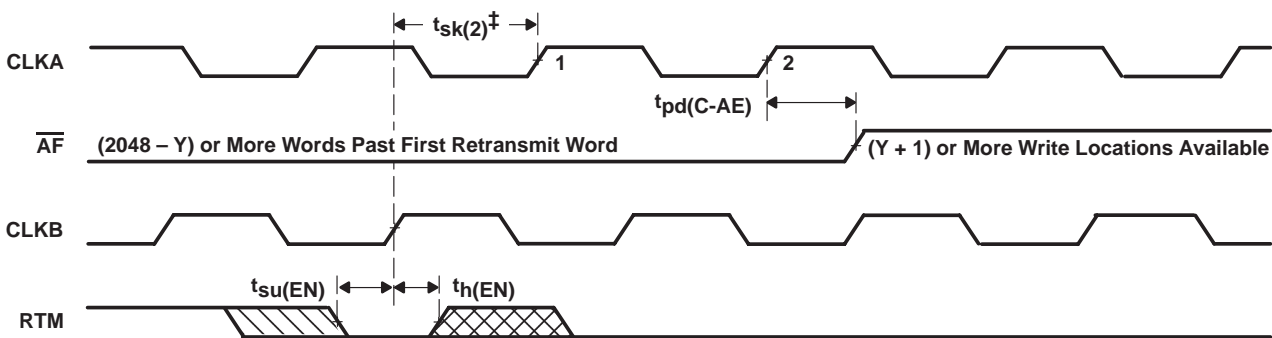 tsk(2)‡
CLKA
1
2
tpd(C-AE)
AF
(2048 – Y) or More Words Past First Retransmit Word
(Y + 1) or More Write Locations Available
CLKB
tsu(EN)
th(EN)
RTM